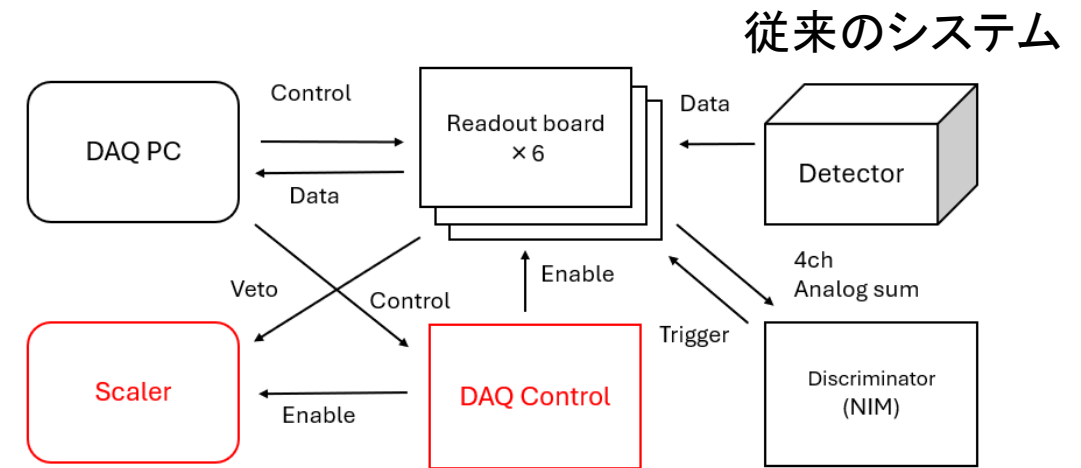 従来のシステム
Control
Data
DAQ PC
Readout board
×6
Detector
Data
Veto
Control
Enable
4ch
Analog sum
Trigger
Scaler
Enable
DAQ Control
Discriminator
(NIM)